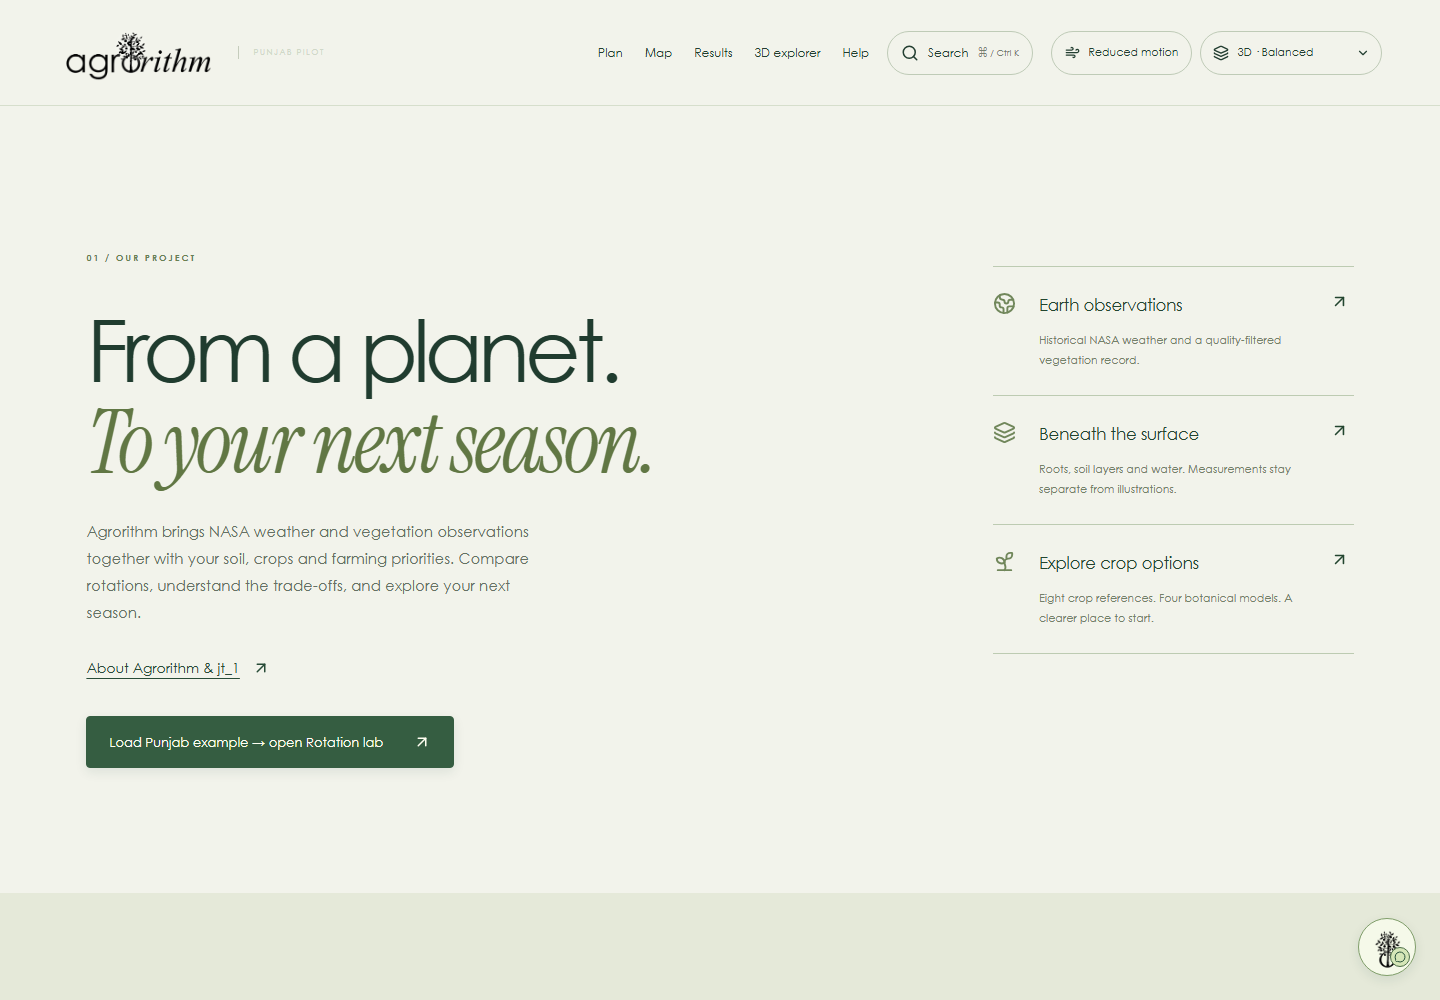 agrorithm
PUNJAB PILOT
Plan
Map
Results
3D explorer
Help
Search ⌘ / Ctrl K
Reduced motion
3D · Balanced
01 / OUR PROJECT
From a planet.
To your next season.
Agrorithm brings NASA weather and vegetation observations
together with your soil, crops and farming priorities. Compare
rotations, understand the trade-offs, and explore your next
season.
About Agrorithm & jt_1
Load Punjab example → open Rotation lab
Earth observations
Historical NASA weather and a quality-filtered
vegetation record.
Beneath the surface
Roots, soil layers and water. Measurements stay
separate from illustrations.
Explore crop options
Eight crop references. Four botanical models. A
clearer place to start.